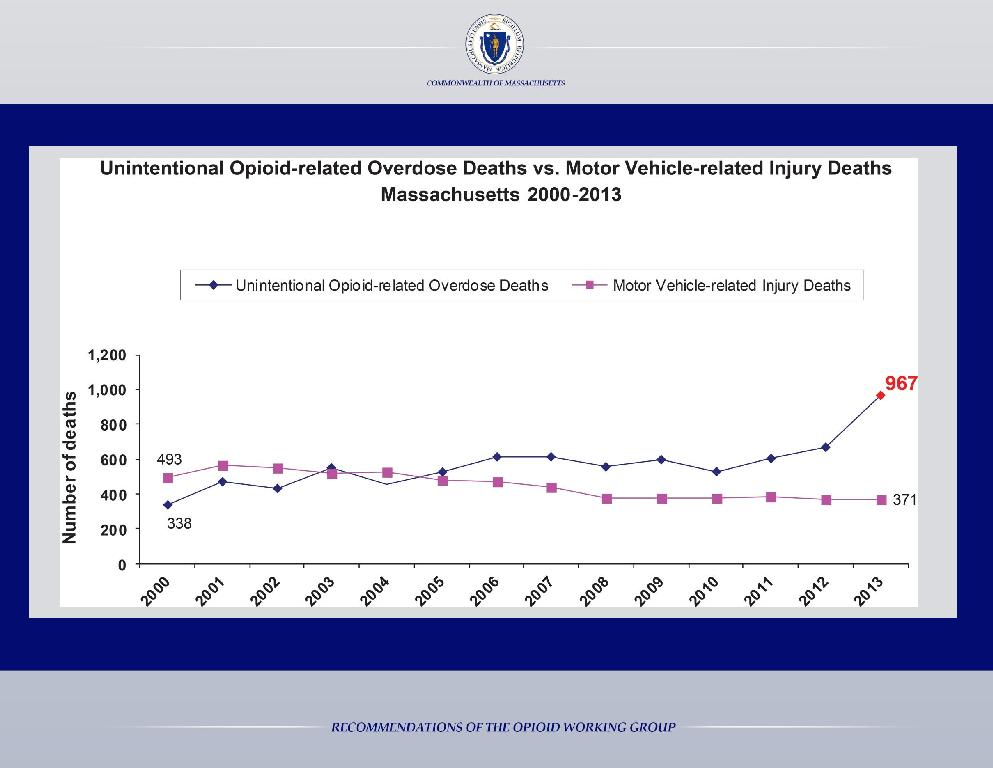 COMMONWEALTH OF MASSACHUSETTS
Unintentional Opioid-related Overdose Deaths vs. Motor Vehicle-related Injury Deaths
Massachusetts 2000-2013
Unintentional Opioid-related Overdose Deaths Motor Vehicle-related Injury Deaths
Number of deaths
1,200
1,000
800
600
400
200
0
493
338
967
371
2000 2001 2002 2003 2004 2005 2006 2007 2008 2009 2010 2011 2012 2013
RECOMMENDATIONS OF THE OPIOID WORKING GROUP